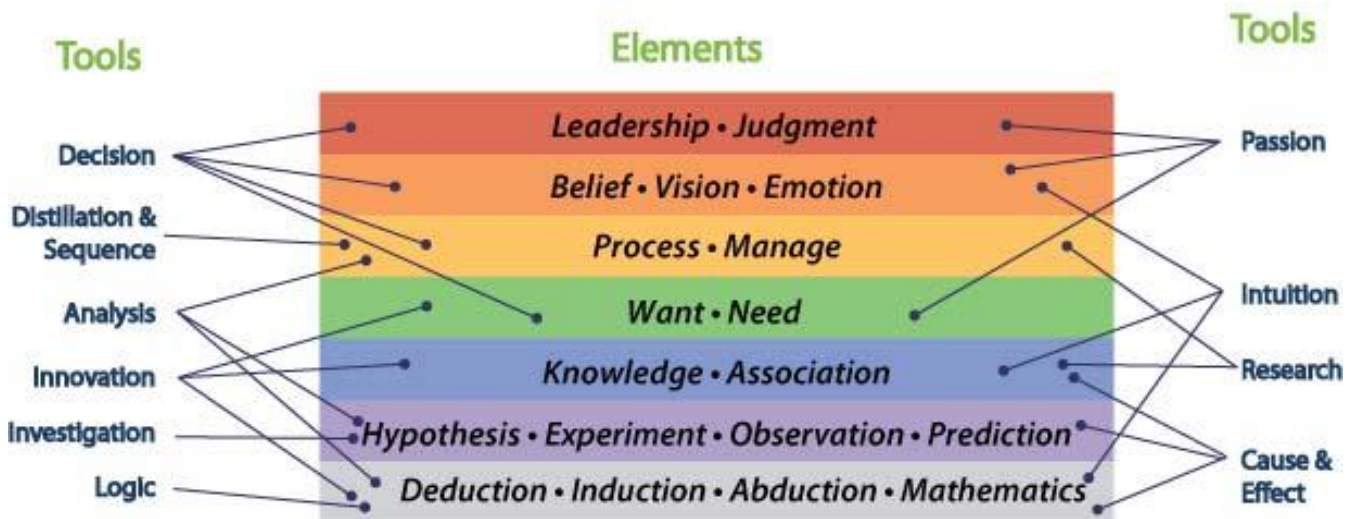 Tools
Elements
Tools
Decision
Distillation &
Sequence
Analysis
Innovation
Investigation
Logic
Leadership • Judgment
Belief • Vision • Emotion
Process • Manage
Want • Need
Knowledge • Association
Hypothesis • Experiment • Observation • Prediction
Deduction • Induction • Abduction • Mathematics
Passion
Intuition
Research
Cause &
Effect